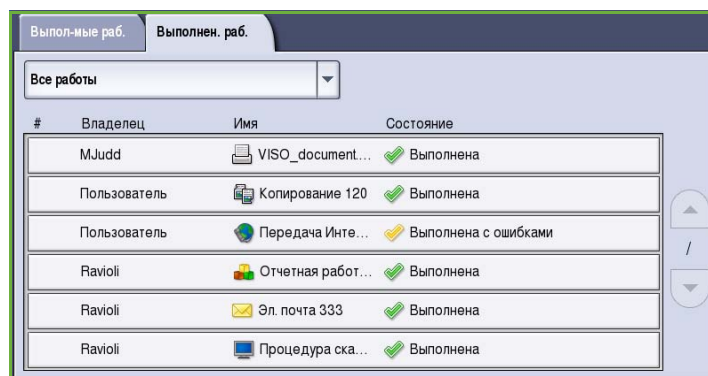 Выпол-мые раб. Выполнен. раб.
Все работы
# Владелец Имя Состояние
MJudd VISO_document... Выполнена
Пользователь Копирование 120 Выполнена
Пользователь Передача Инте... Выполнена с ошибками
/
Ravioli Отчетная работ... Выполнена
Ravioli Эл. почта 333 Выполнена
Ravioli Процедура ска... Выполнена